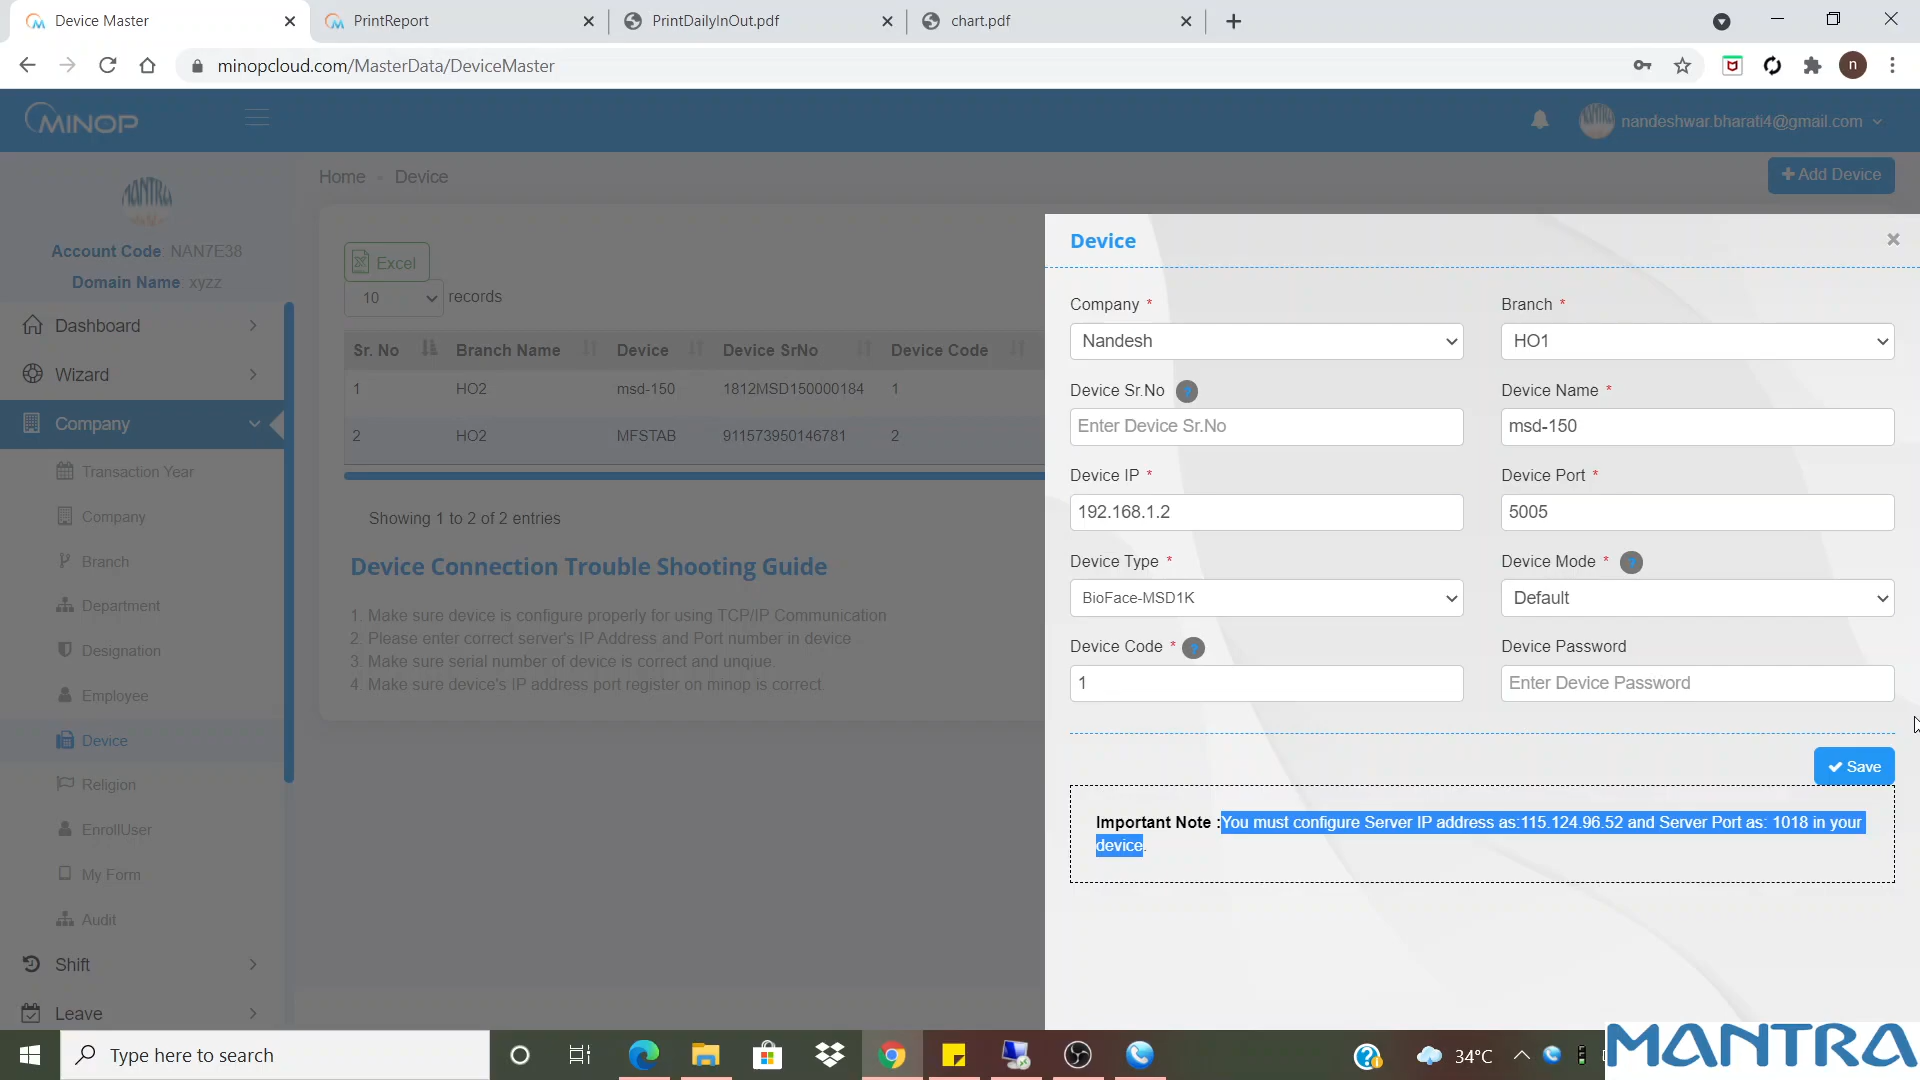 Device Master
PrintReport
PrintDailyInOut.pdf
chart.pdf
minopcloud.com/MasterData/DeviceMaster
n
MINOP
nandeshwar.bharati4@gmail.com
MANTRA
Account Code: NAN7E38
Domain Name: xyzz
Dashboard
Wizard
Company
Transaction Year
Company
Branch
Department
Designation
Employee
Device
Religion
EnrollUser
My Form
Audit
Shift
Leave
Home - Device
+ Add Device
Excel
10 records
Sr. No Branch Name Device Device SrNo Device Code
1 HO2 msd-150 1812MSD150000184 1
2 HO2 MFSTAB 911573950146781 2
Showing 1 to 2 of 2 entries
Device Connection Trouble Shooting Guide
1. Make sure device is configure properly for using TCP/IP Communication
2. Please enter correct server's IP Address and Port number in device
3. Make sure serial number of device is correct and unqiue.
4. Make sure device's IP address port register on minop is correct.
Device
Company * Branch *
Nandesh HO1
Device Sr.No ? Device Name *
Enter Device Sr.No msd-150
Device IP * Device Port *
192.168.1.2 5005
Device Type * Device Mode * ?
BioFace-MSD1K Default
Device Code * ? Device Password
1 Enter Device Password
Save
Important Note :You must configure Server IP address as:115.124.96.52 and Server Port as: 1018 in your
device.
Type here to search
34°C
MANTRA